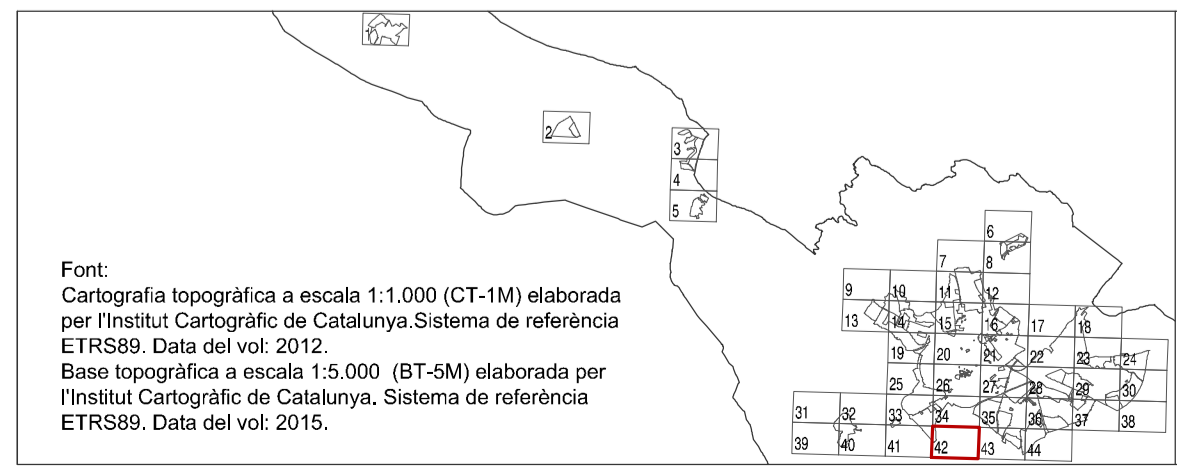 1
2
3
4
5
6
7 8
9 10 11 12
13 14 15 16 17 18
19 20 21 22 23 24
25 26 27 28 29 30
31 32 33 34 35 36 37 38
39 40 41 42 43 44
Font:
Cartografia topogràfica a escala 1:1.000 (CT-1M) elaborada
per l'Institut Cartogràfic de Catalunya.Sistema de referència
ETRS89. Data del vol: 2012.
Base topogràfica a escala 1:5.000 (BT-5M) elaborada per
l'Institut Cartogràfic de Catalunya. Sistema de referència
ETRS89. Data del vol: 2015.